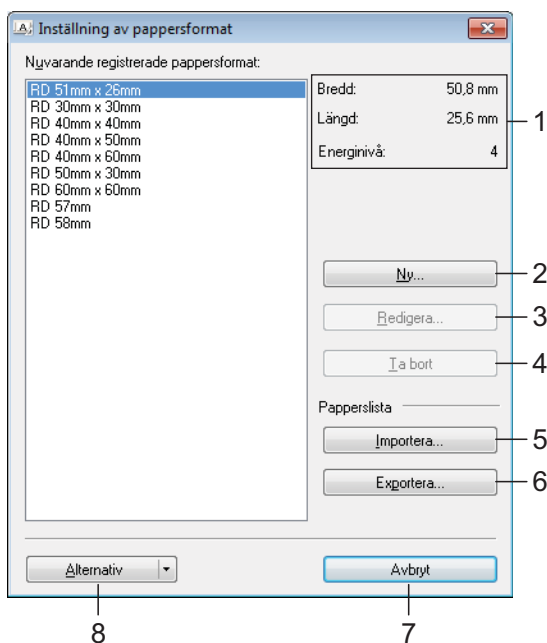 A Inställning av pappersformat
Nuvarande registrerade pappersformat:
RD 51mm x 26mm
RD 30mm x 30mm
RD 40mm x 40mm
RD 40mm x 50mm
RD 40mm x 60mm
RD 50mm x 30mm
RD 60mm x 60mm
RD 57mm
RD 58mm
Bredd: 50,8 mm
Längd: 25,6 mm
Energinivå: 4
1
Ny... 2
Redigera... 3
Ta bort 4
Papperslista
Importera... 5
Exportera... 6
Alternativ
Avbryt
8
7